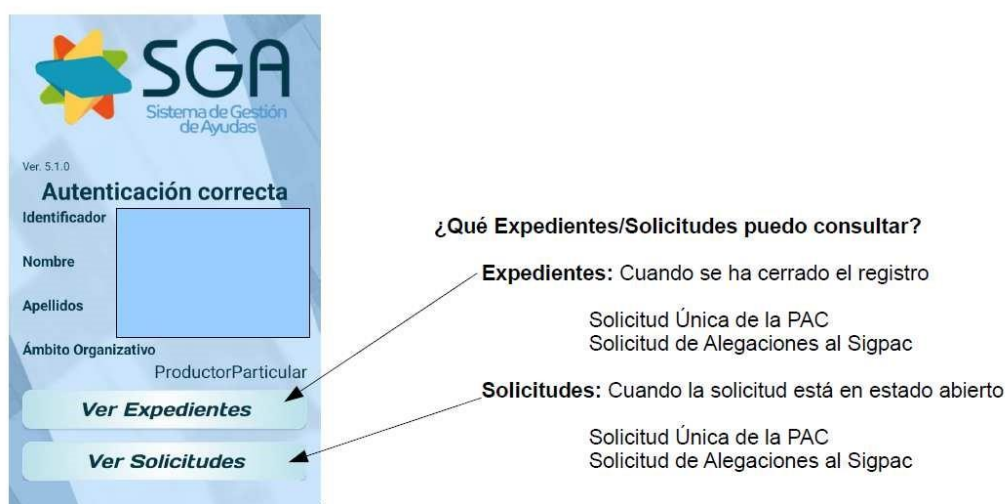 SGA
Sistema de Gestión
de Ayudas
Ver. 5.1.0
Autenticación correcta
Identificador
Nombre
Apellidos
Ámbito Organizativo
ProductorParticular
Ver Expedientes
Ver Solicitudes
¿Qué Expedientes/Solicitudes puedo consultar?
Expedientes: Cuando se ha cerrado el registro
Solicitud Única de la PAC
Solicitud de Alegaciones al Sigpac
Solicitudes: Cuando la solicitud está en estado abierto
Solicitud Única de la PAC
Solicitud de Alegaciones al Sigpac